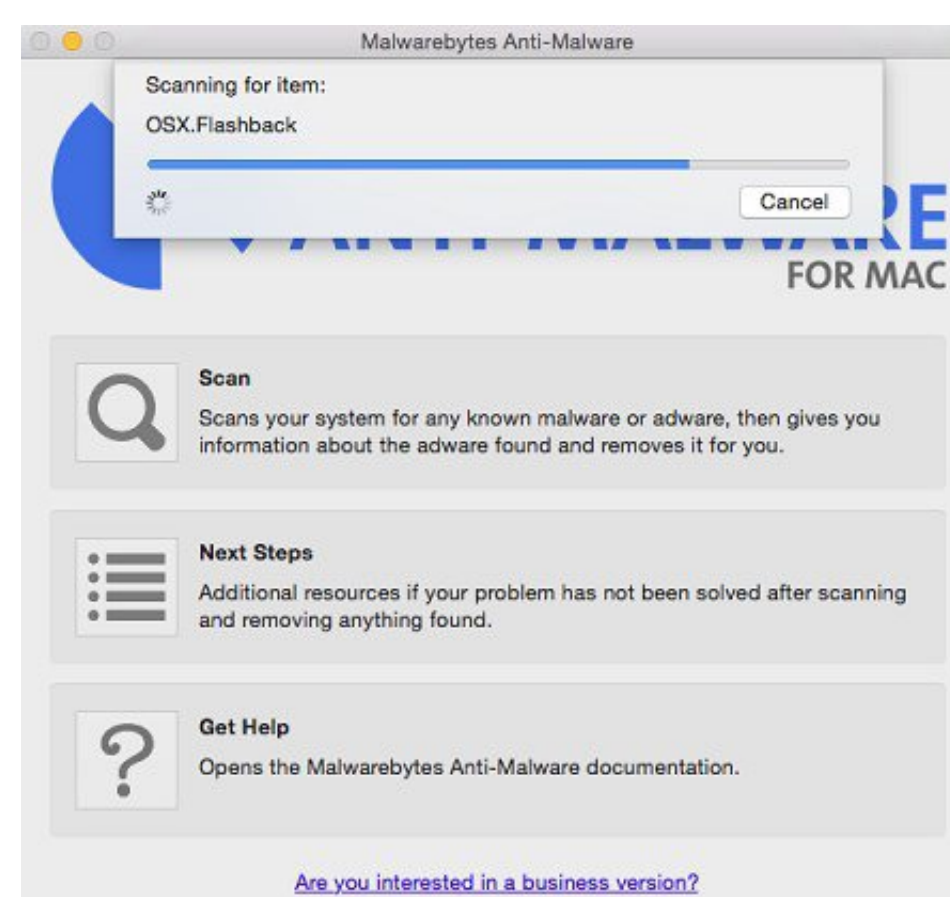 Malwarebytes Anti-Malware
Scanning for item:
OSX.Flashback
Cancel
ANTI-MALWARE
FOR MAC
Scan
Scans your system for any known malware or adware, then gives you
information about the adware found and removes it for you.
Next Steps
Additional resources if your problem has not been solved after scanning
and removing anything found.
Get Help
Opens the Malwarebytes Anti-Malware documentation.
Are you interested in a business version?